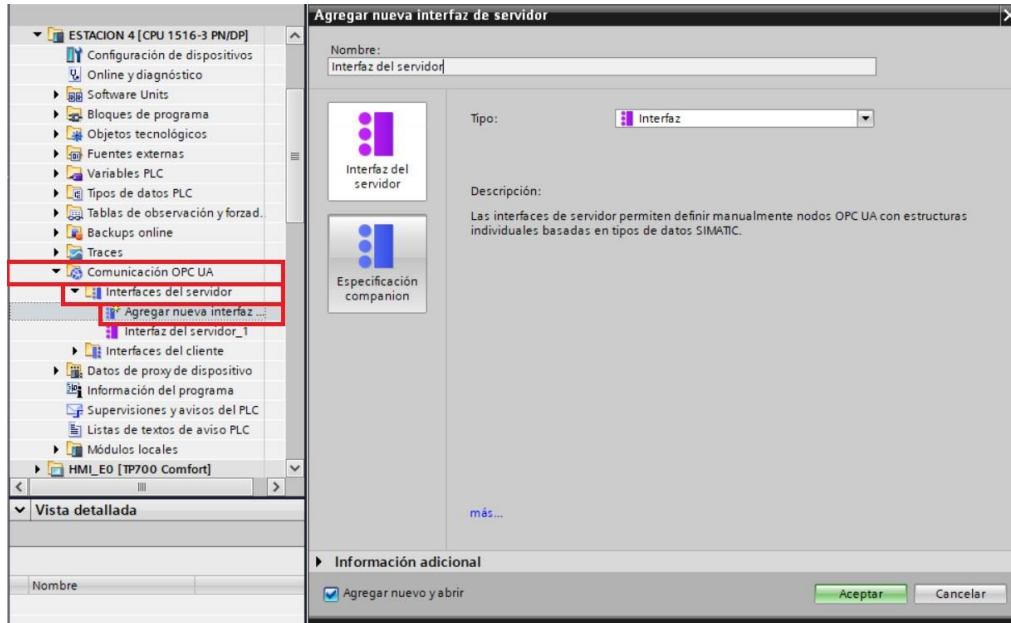 ESTACION 4 [CPU 1516-3 PN/DP]
Configuración de dispositivos
Online y diagnóstico
Software Units
Bloques de programa
Objetos tecnológicos
Fuentes externas
Variables PLC
Tipos de datos PLC
Tablas de observación y forzad.
Backups online
Traces
Comunicación OPC UA
Interfaces del servidor
Agregar nueva interfaz ...
Interfaz del servidor_1
Interfaces del cliente
Datos de proxy de dispositivo
Información del programa
Supervisiones y avisos del PLC
Listas de textos de aviso PLC
Módulos locales
HMI_E0 [TP700 Comfort]
Vista detallada
Nombre
Agregar nueva interfaz de servidor
Nombre:
Interfaz del servidor
Interfaz del
servidor
Especificación
companion
Tipo:
Interfaz
Descripción:
Las interfaces de servidor permiten definir manualmente nodos OPC UA con estructuras
individuales basadas en tipos de datos SIMATIC.
más...
Información adicional
Agregar nuevo y abrir
Aceptar
Cancelar